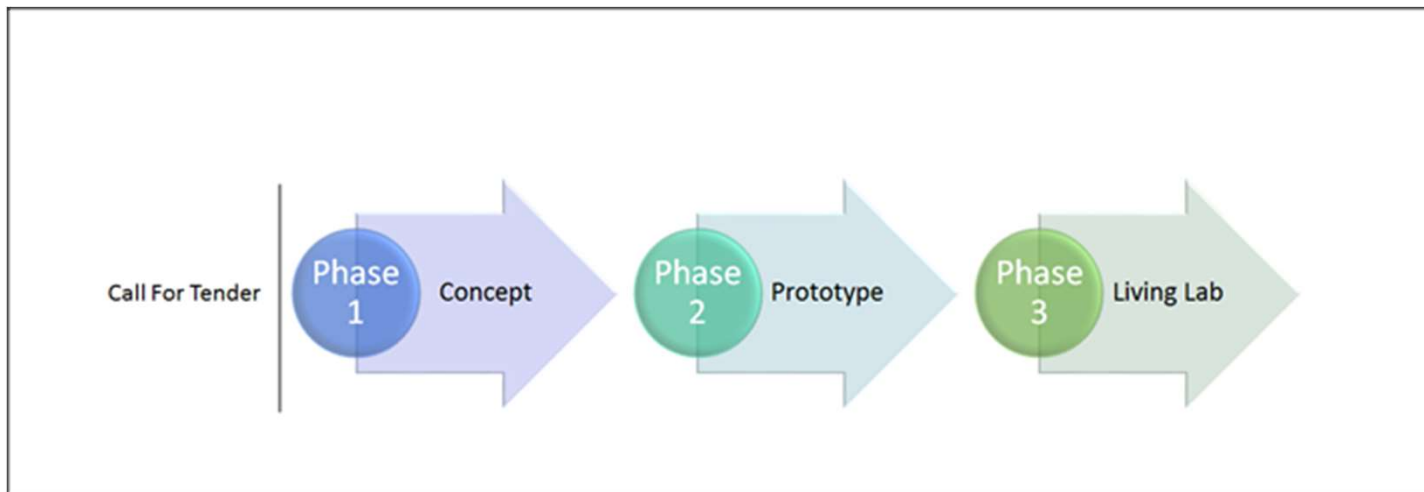 Call For Tender
Phase
1
Concept
Phase
2
Prototype
Phase
3
Living Lab